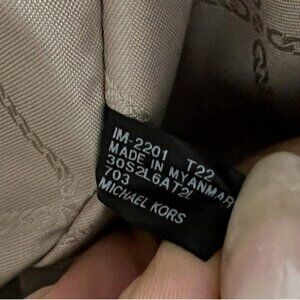 IM-2201 T22
MADE IN MYANMAR
30S2L6AT2L
703
MICHAEL KORS